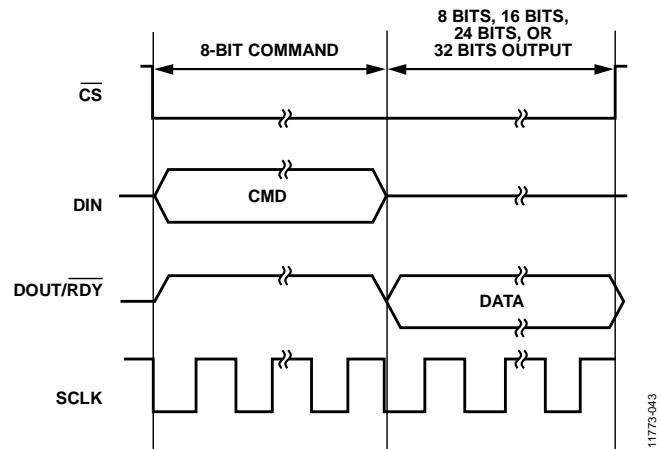 8 BITS, 16 BITS,
24 BITS, OR
32 BITS OUTPUT
8-BIT COMMAND
CS
DIN
CMD
DOUT/RDY
DATA
SCLK
11773-043